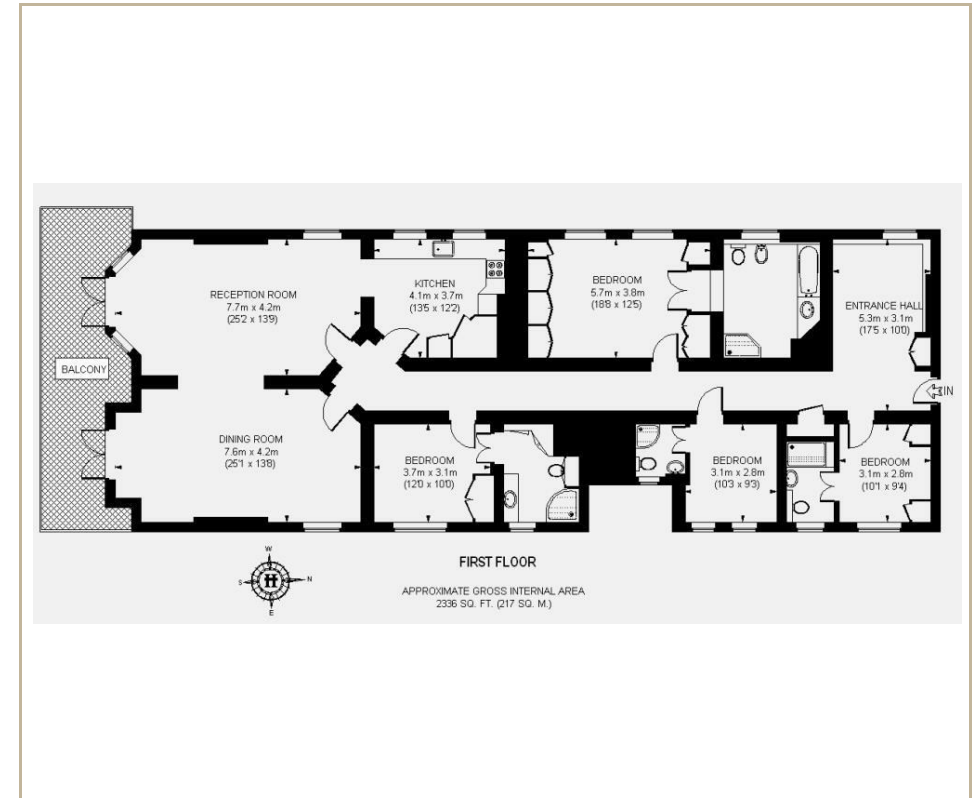 RECEPTION ROOM
7.7m x 4.2m
(25'2 x 13'9)
KITCHEN
4.1m x 3.7m
(13'5 x 12'2)
BEDROOM
5.7m x 3.8m
(18'8 x 12'5)
ENTRANCE HALL
5.3m x 3.1m
(17'5 x 10'0)
BALCONY
IN
DINING ROOM
7.6m x 4.2m
(25'1 x 13'8)
BEDROOM
3.7m x 3.1m
(12'0 x 10'0)
BEDROOM
3.1m x 2.8m
(10'3 x 9'3)
BEDROOM
3.1m x 2.8m
(10'1 x 9'4)
W
S
N
H
E
FIRST FLOOR
APPROXIMATE GROSS INTERNAL AREA
2336 SQ. FT. (217 SQ. M.)